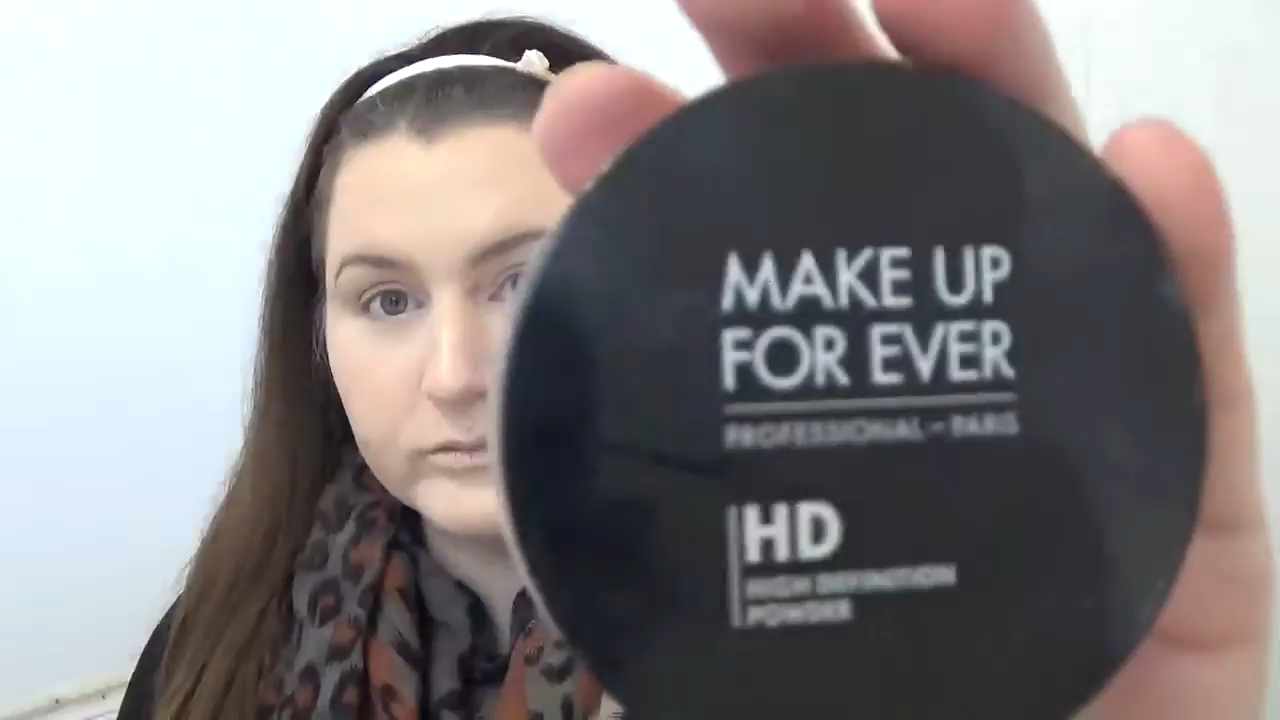 MAKE UP
FOR EVER
PROFESSIONAL – PARIS
HD
HIGH DEFINITION
POWDER